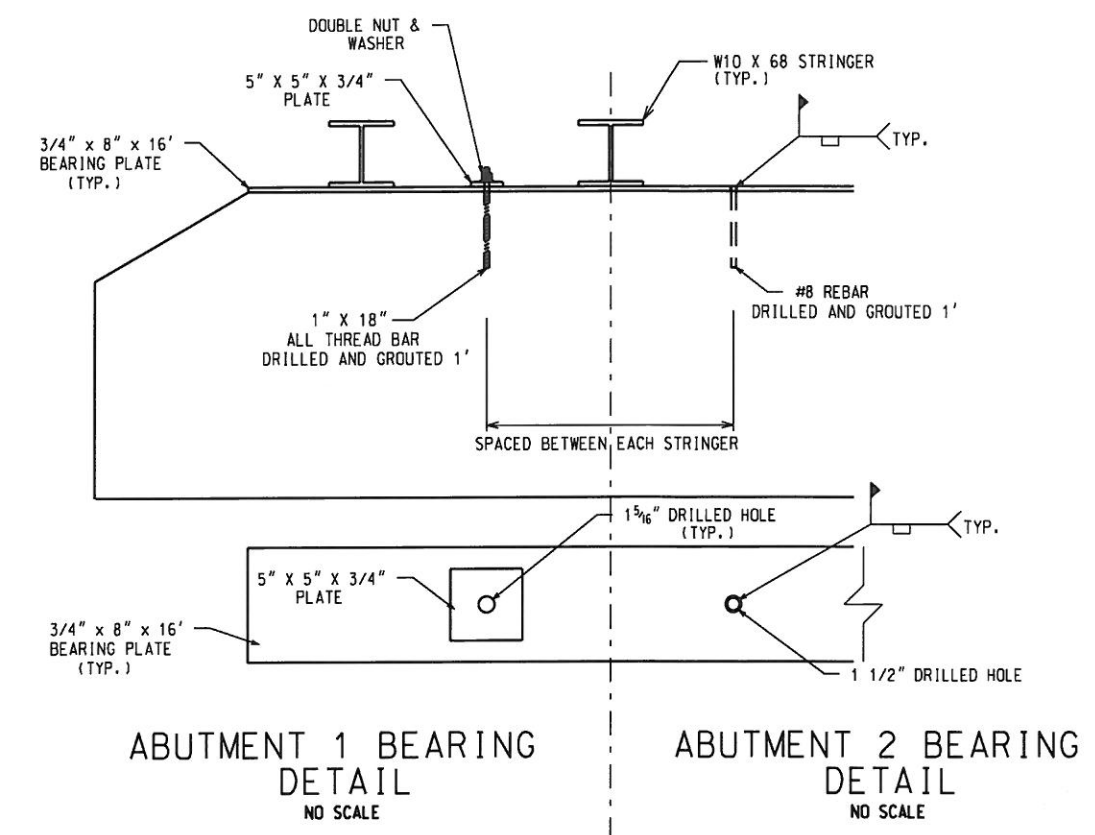 DOUBLE NUT &
WASHER
5" X 5" X 3/4"
PLATE
W10 X 68 STRINGER
(TYP.)
TYP.
3/4" x 8" x 16'
BEARING PLATE
(TYP.)
1" X 18"
ALL THREAD BAR
DRILLED AND GROUTED 1'
#8 REBAR
DRILLED AND GROUTED 1'
SPACED BETWEEN EACH STRINGER
1 5/16" DRILLED HOLE
(TYP.)
TYP.
5" X 5" X 3/4"
PLATE
3/4" x 8" x 16'
BEARING PLATE
(TYP.)
1 1/2" DRILLED HOLE
ABUTMENT 1 BEARING
DETAIL
NO SCALE
ABUTMENT 2 BEARING
DETAIL
NO SCALE